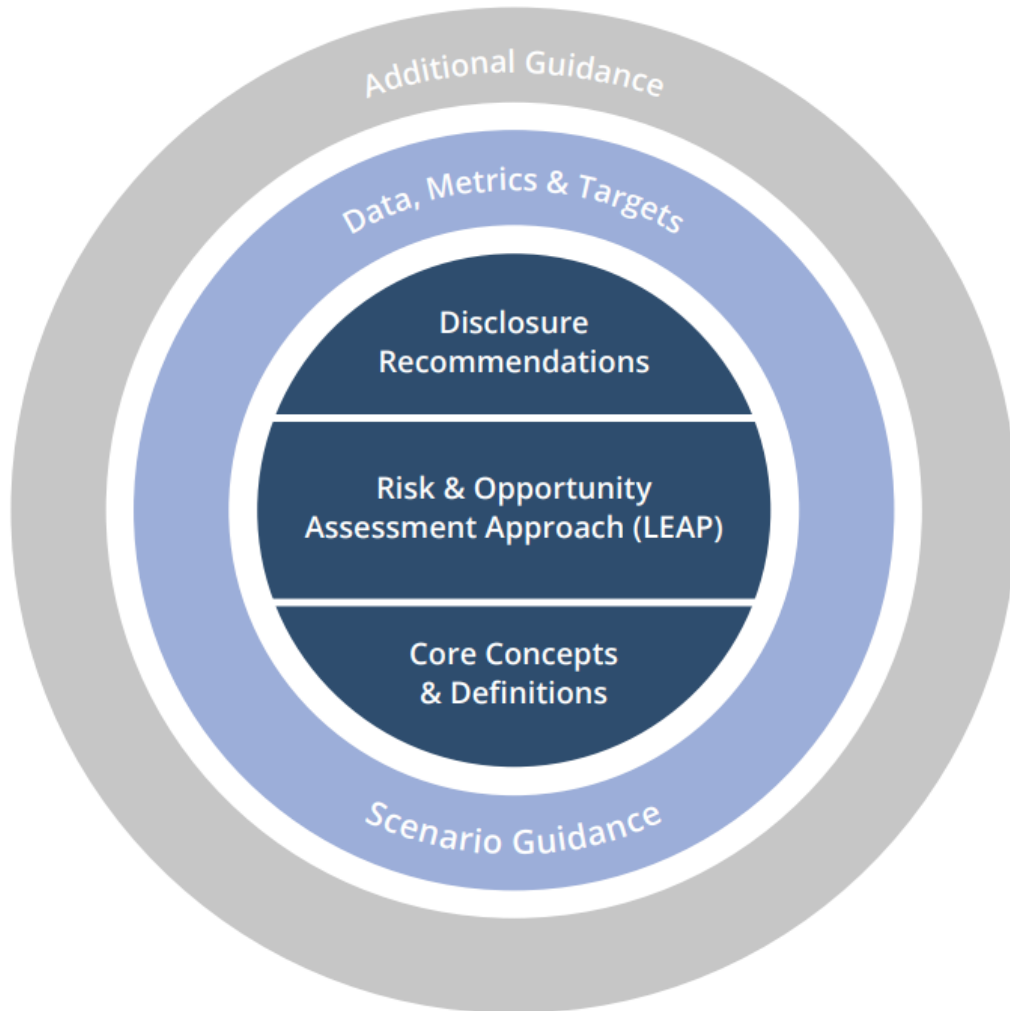 Additional Guidance
Data, Metrics & Targets
Disclosure
Recommendations
Risk & Opportunity
Assessment Approach (LEAP)
Core Concepts
& Definitions
Scenario Guidance